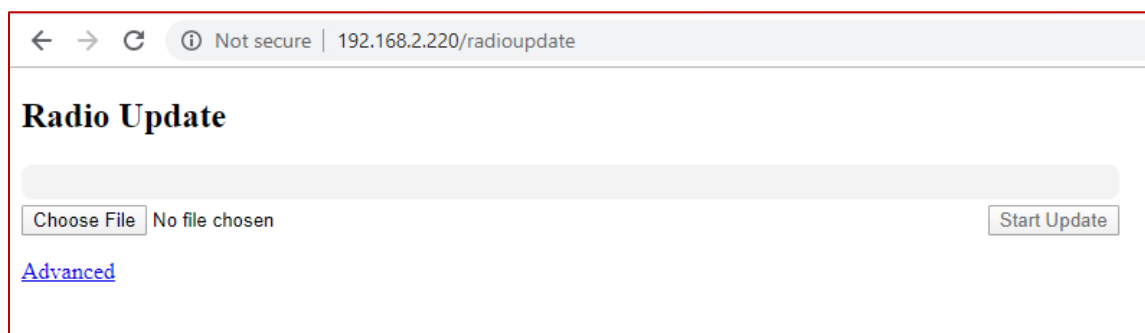 Not secure | 192.168.2.220/radioupdate
Radio Update
Choose File No file chosen Start Update
Advanced